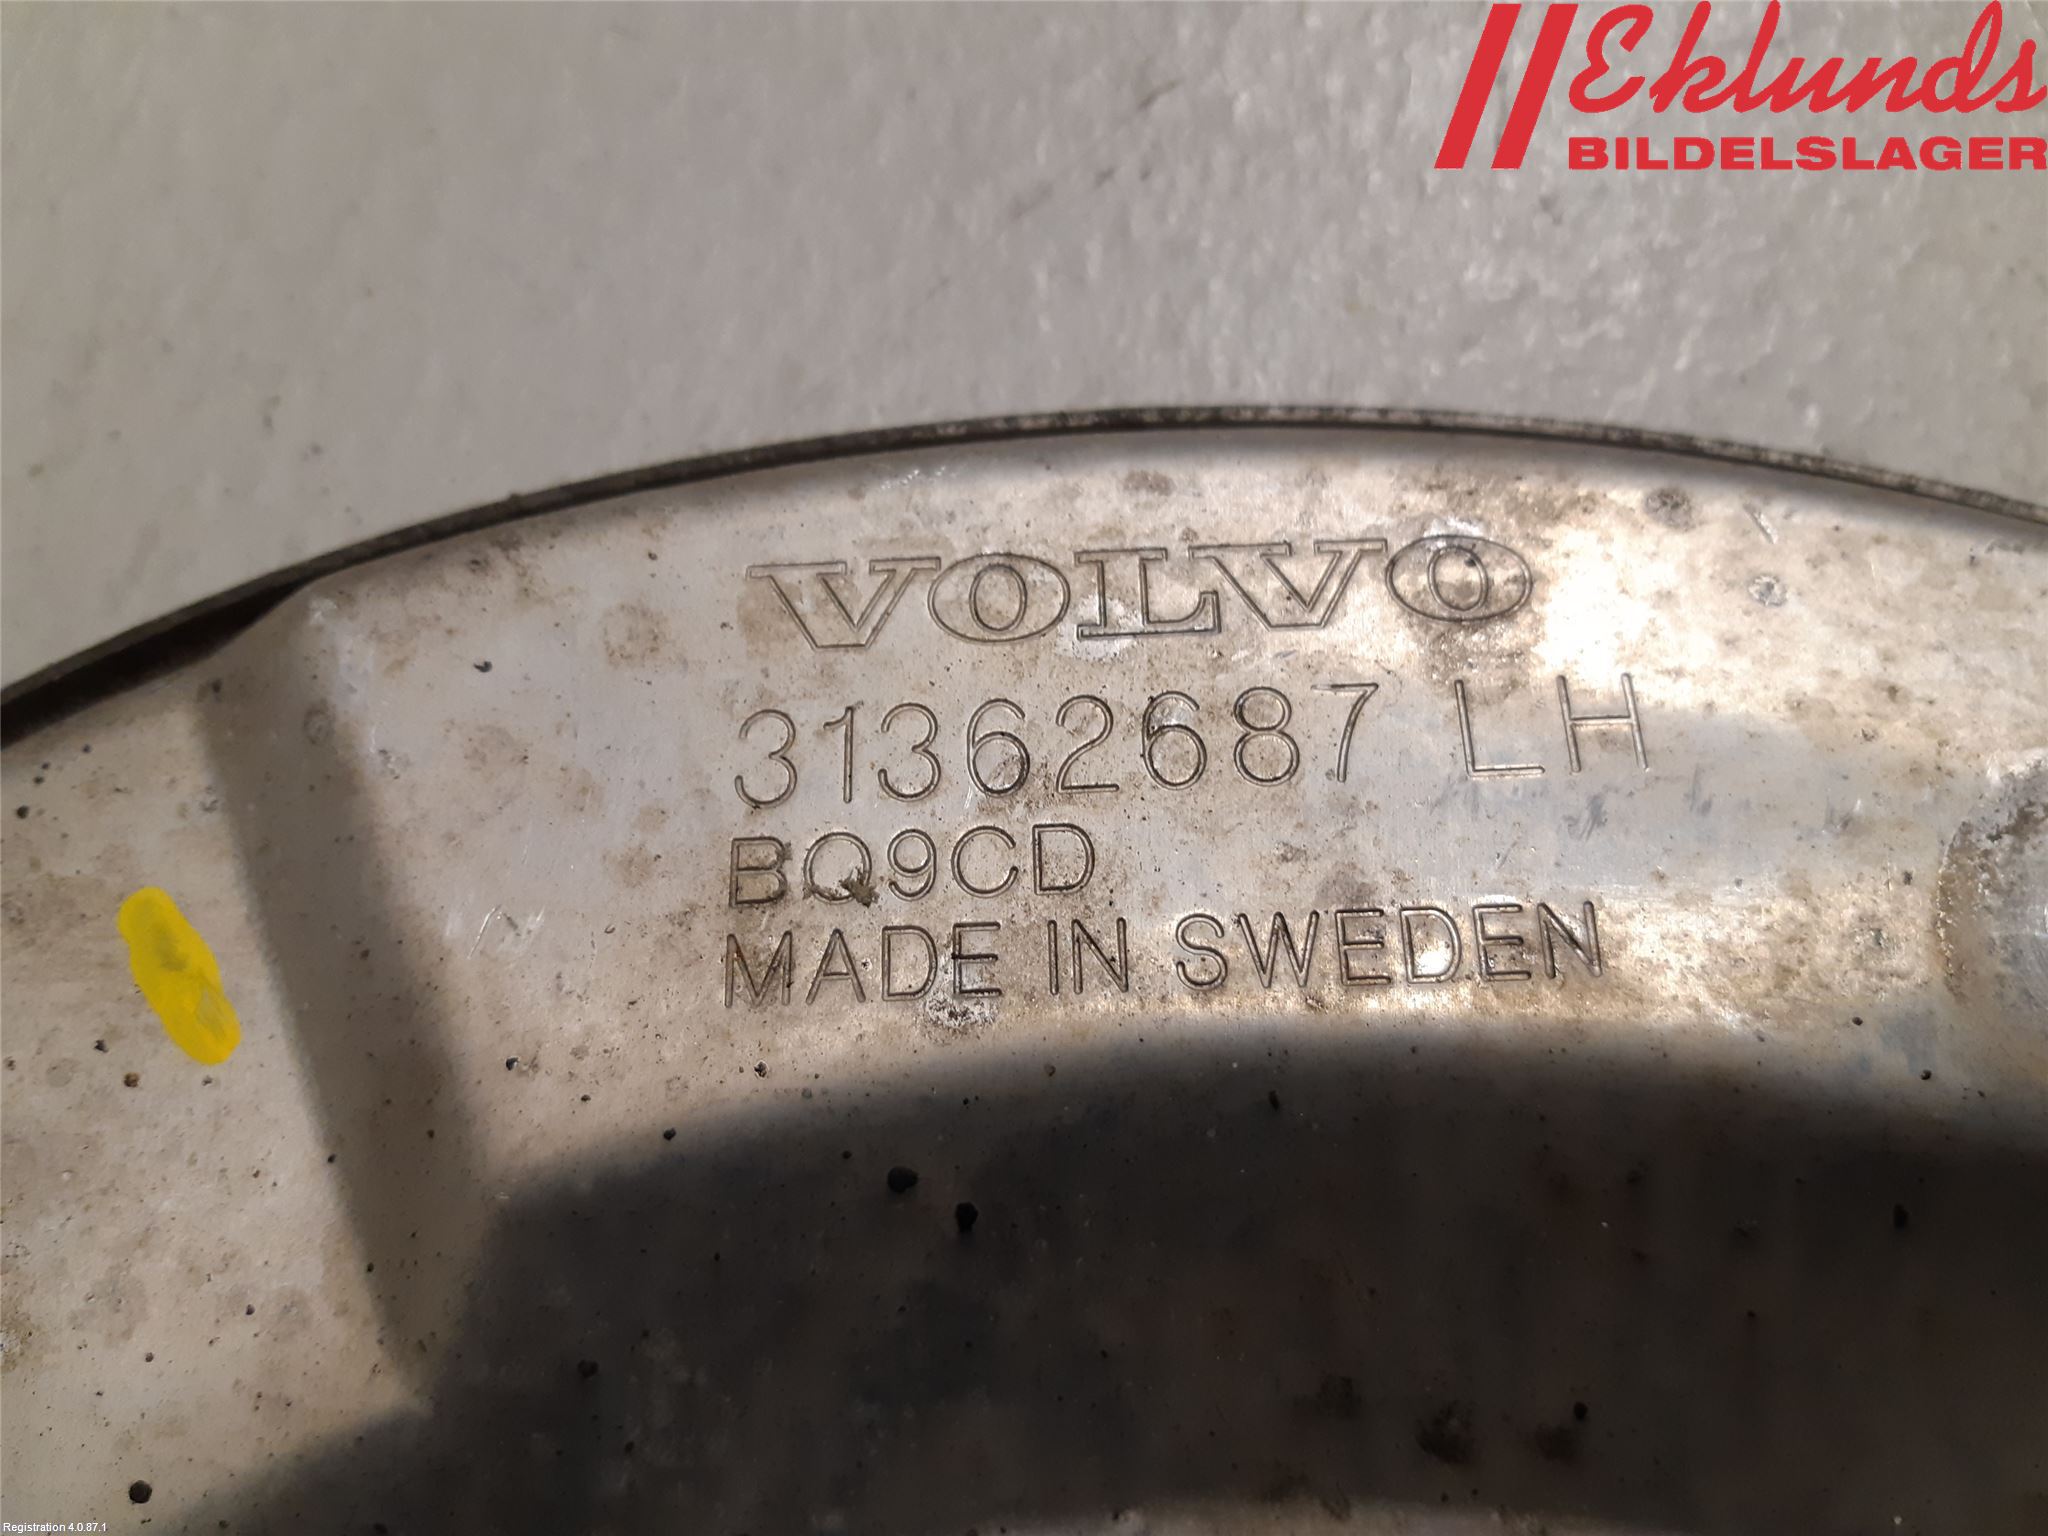 Eklunds
BILDELSLAGER
VOLVO
31362687 LH
BQ9CD
MADE IN SWEDEN
Registration 4.0.87.1